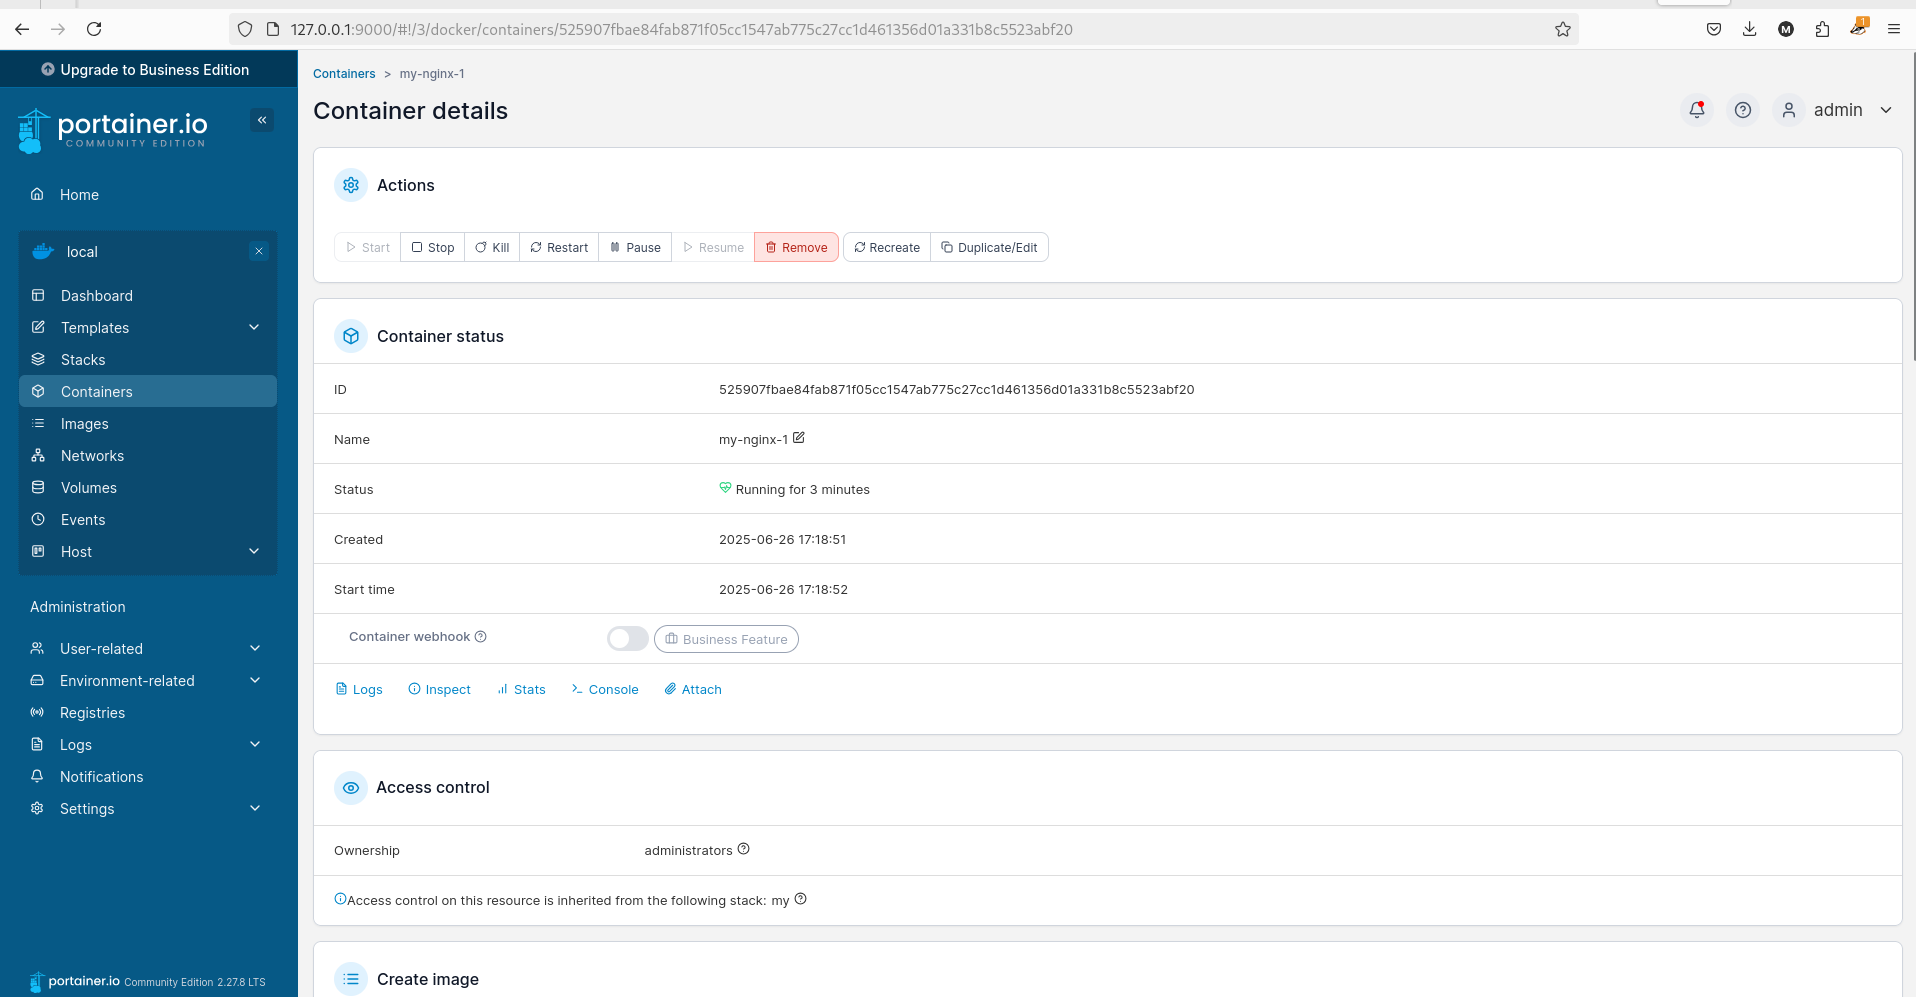 127.0.0.1:9000/#!/3/docker/containers/525907fbae84fab871f05cc1547ab775c27cc1d461356d01a331b8c5523abf20
M
1
Upgrade to Business Edition
portainer.io
COMMUNITY EDITION
Home
local
Dashboard
Templates
Stacks
Containers
Images
Networks
Volumes
Events
Host
Administration
User-related
Environment-related
Registries
Logs
Notifications
Settings
portainer.io Community Edition 2.27.8 LTS
Containers > my-nginx-1
Container details
admin
Actions
Start Stop Kill Restart Pause Resume Remove Recreate Duplicate/Edit
Container status
ID 525907fbae84fab871f05cc1547ab775c27cc1d461356d01a331b8c5523abf20
Name my-nginx-1
Status Running for 3 minutes
Created 2025-06-26 17:18:51
Start time 2025-06-26 17:18:52
Container webhook Business Feature
Logs Inspect Stats Console Attach
Access control
Ownership administrators
Access control on this resource is inherited from the following stack: my
Create image